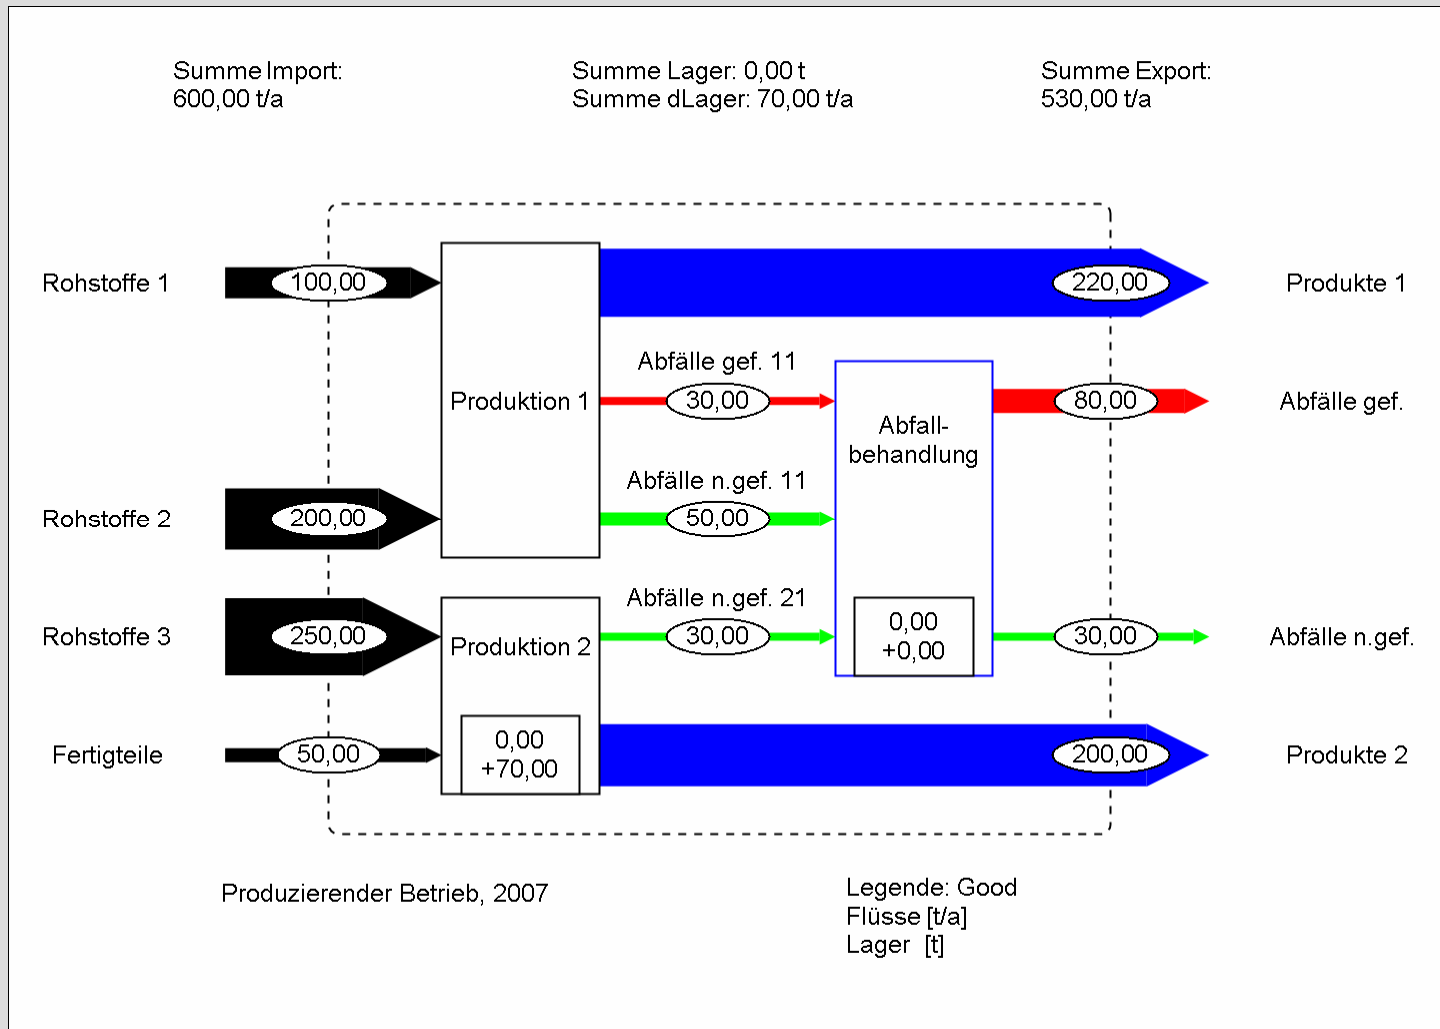 Summe Import:
600,00 t/a
Summe Lager: 0,00 t
Summe dLager: 70,00 t/a
Summe Export:
530,00 t/a
Rohstoffe 1
100,00
220,00
Produkte 1
Abfälle gef. 11
Produktion 1
30,00
Abfall-
behandlung
80,00
Abfälle gef.
Abfälle n.gef. 11
Rohstoffe 2
200,00
50,00
Abfälle n.gef. 21
Rohstoffe 3
250,00
Produktion 2
30,00
0,00
+0,00
30,00
Abfälle n.gef.
Fertigteile
50,00
0,00
+70,00
200,00
Produkte 2
Produzierender Betrieb, 2007
Legende: Good
Flüsse [t/a]
Lager [t]